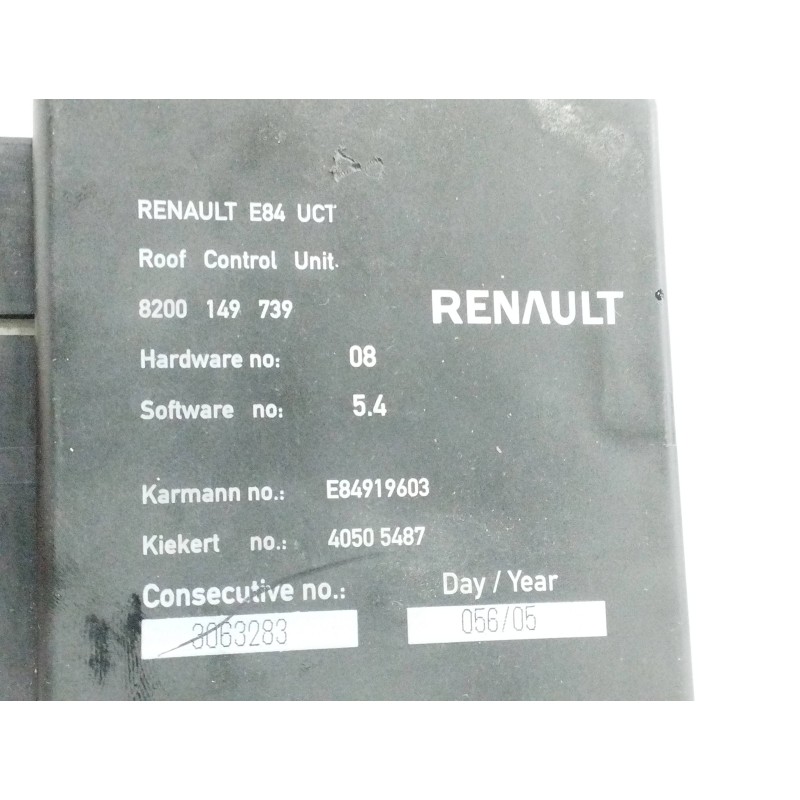 RENAULT E84 UCT
Roof Control Unit.
8200 149 739
RENAULT
Hardware no: 08
Software no: 5.4
Karmann no.: E84919603
Kiekert no.: 4050 5487
Consecutive no.: Day / Year
3063283 056/05